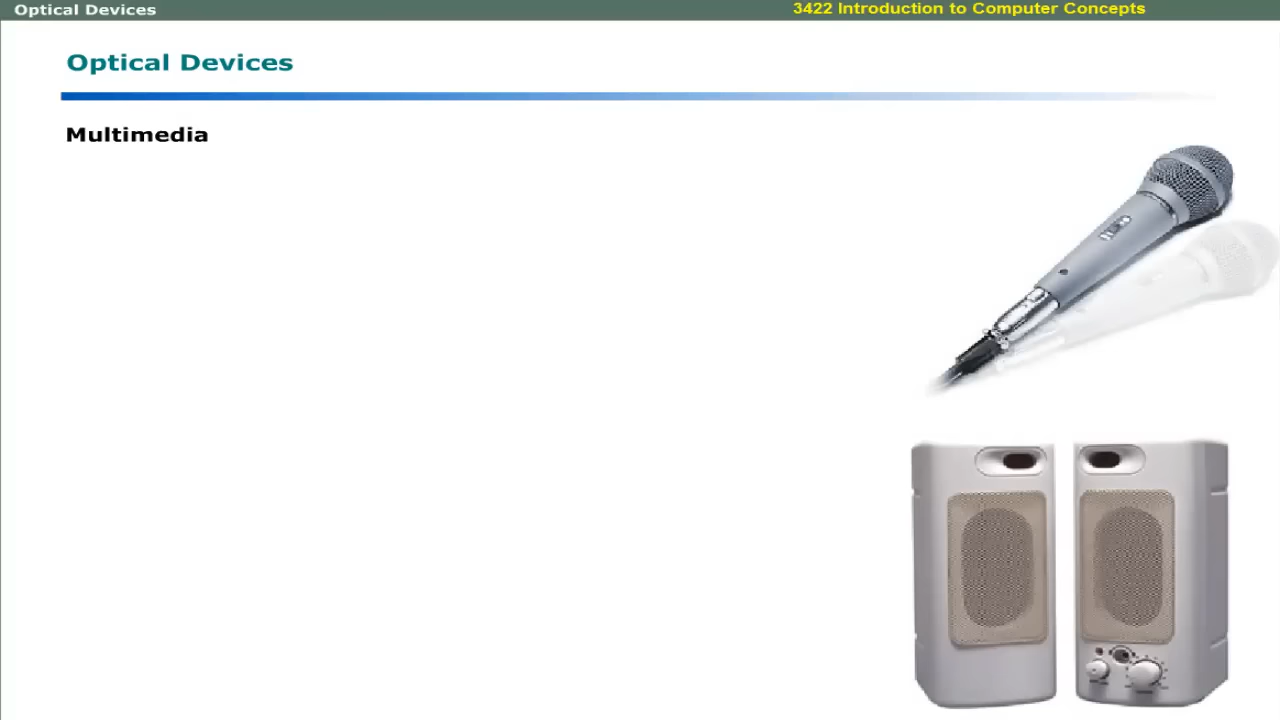 Optical Devices
3422 Introduction to Computer Concepts
Optical Devices
Multimedia